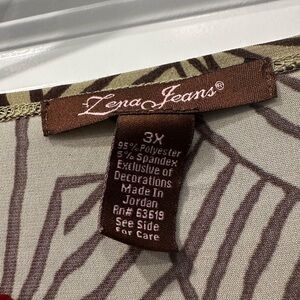 Zena Jeans®
3X
95% Polyester
5% Spandex
Exclusive of
Decorations
Made In
Jordan
Rn# 63619
See Side
For Care